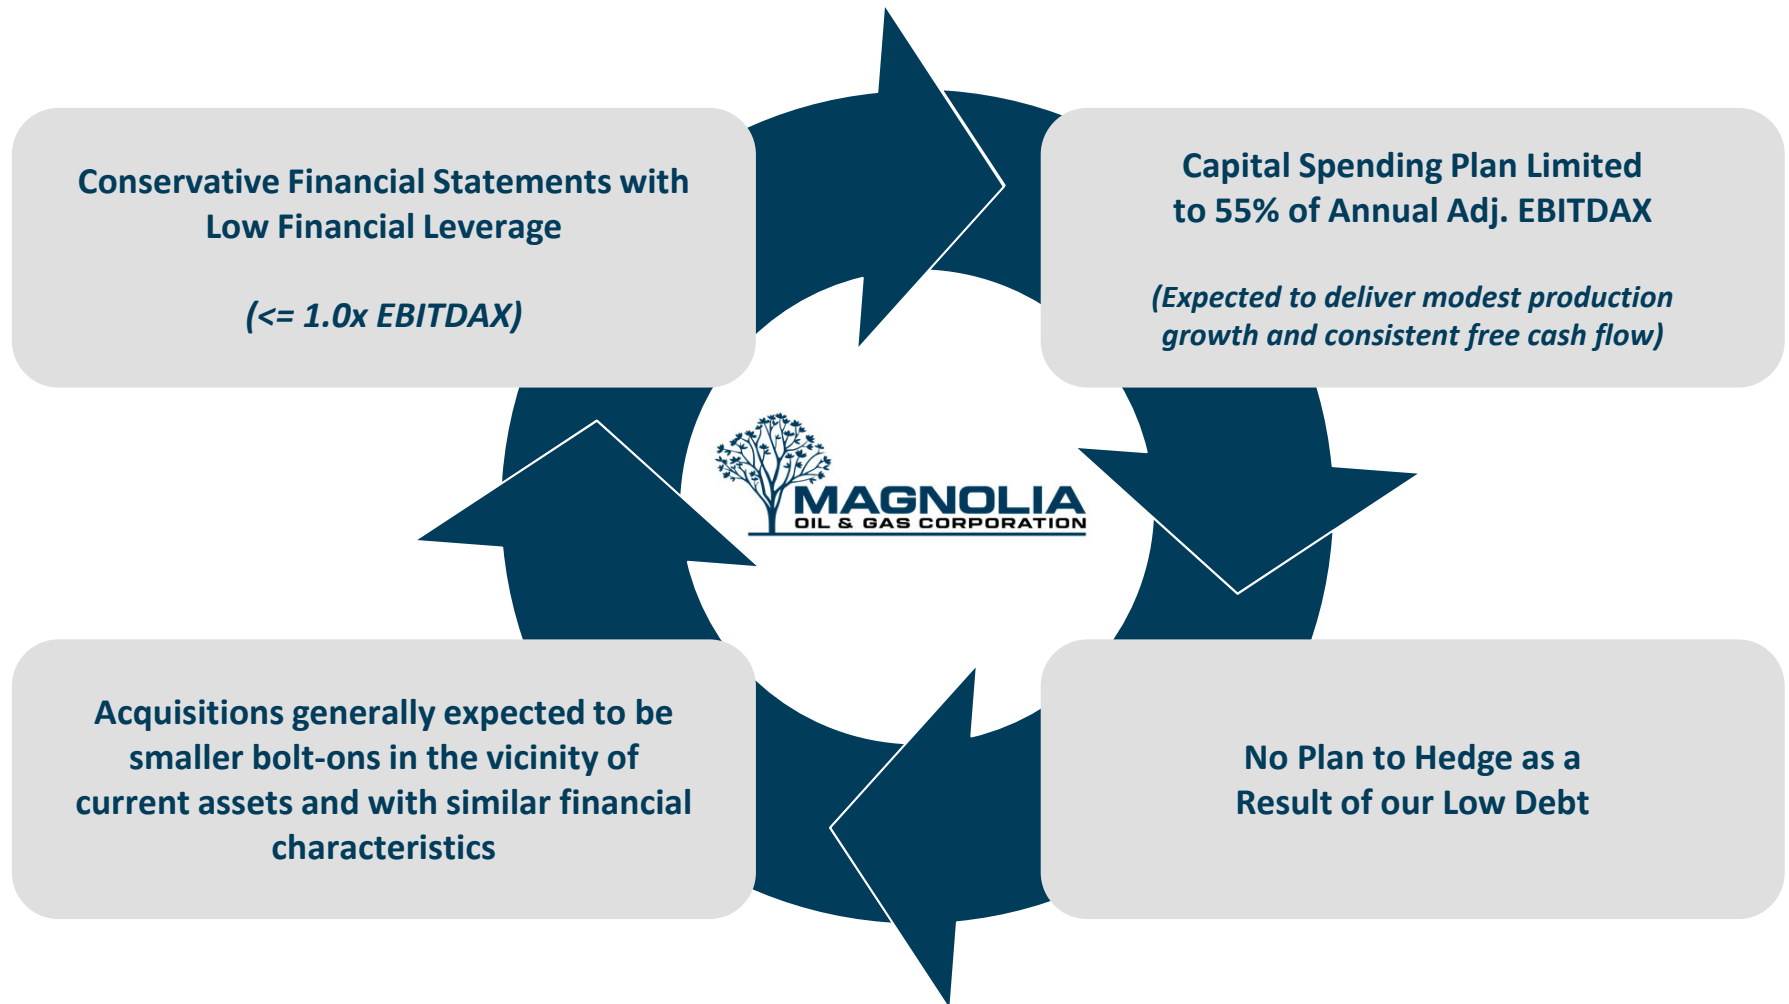 Conservative Financial Statements with
Low Financial Leverage
(<= 1.0x EBITDAX)
Capital Spending Plan Limited
to 55% of Annual Adj. EBITDAX
(Expected to deliver modest production
growth and consistent free cash flow)
MAGNOLIA
OIL & GAS CORPORATION
Acquisitions generally expected to be
smaller bolt-ons in the vicinity of
current assets and with similar financial
characteristics
No Plan to Hedge as a
Result of our Low Debt